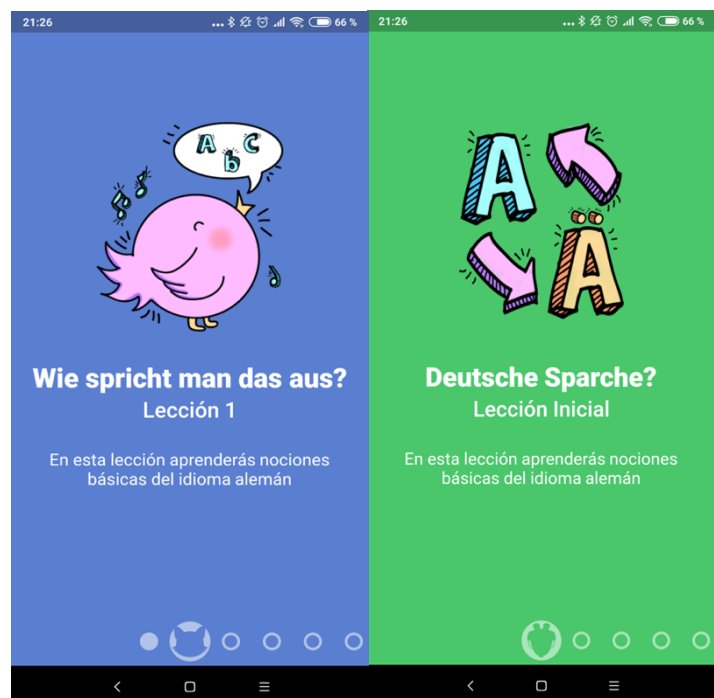 21:26
66 %
A b C
Wie spricht man das aus?
Lección 1
En esta lección aprenderás nociones
básicas del idioma alemán
21:26
66 %
A
Ä
Deutsche Sparche?
Lección Inicial
En esta lección aprenderás nociones
básicas del idioma alemán